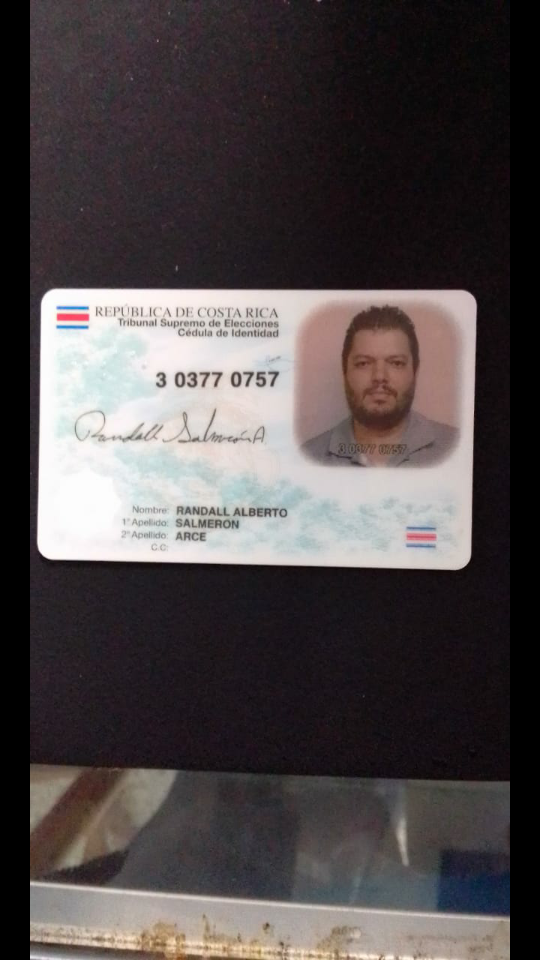 REPÚBLICA DE COSTA RICA
Tribunal Supremo de Elecciones
Cédula de Identidad
3 0377 0757
Randall Salmerón A
3 0377 0757
Nombre: RANDALL ALBERTO
1° Apellido: SALMERON
2° Apellido: ARCE
C.C: